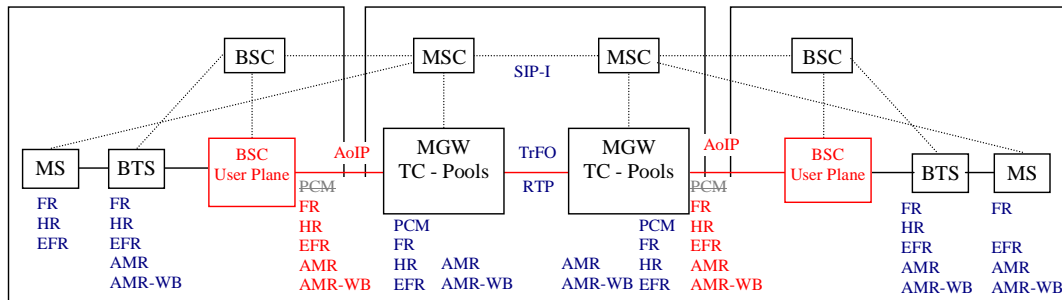 BSC
MSC
MSC
BSC
SIP-I
MS
BTS
BSC
User Plane
AoIP
MGW
TC - Pools
TrFO
RTP
MGW
TC - Pools
AoIP
BSC
User Plane
BTS
MS
FR
HR
EFR
FR
HR
EFR
AMR
AMR-WB
PCM
FR
HR
EFR
AMR
AMR-WB
PCM
FR
HR
EFR
AMR
AMR-WB
AMR
AMR-WB
PCM
FR
HR
EFR
PCM
FR
HR
EFR
AMR
AMR-WB
FR
HR
EFR
AMR
AMR-WB
FR
EFR
AMR
AMR-WB